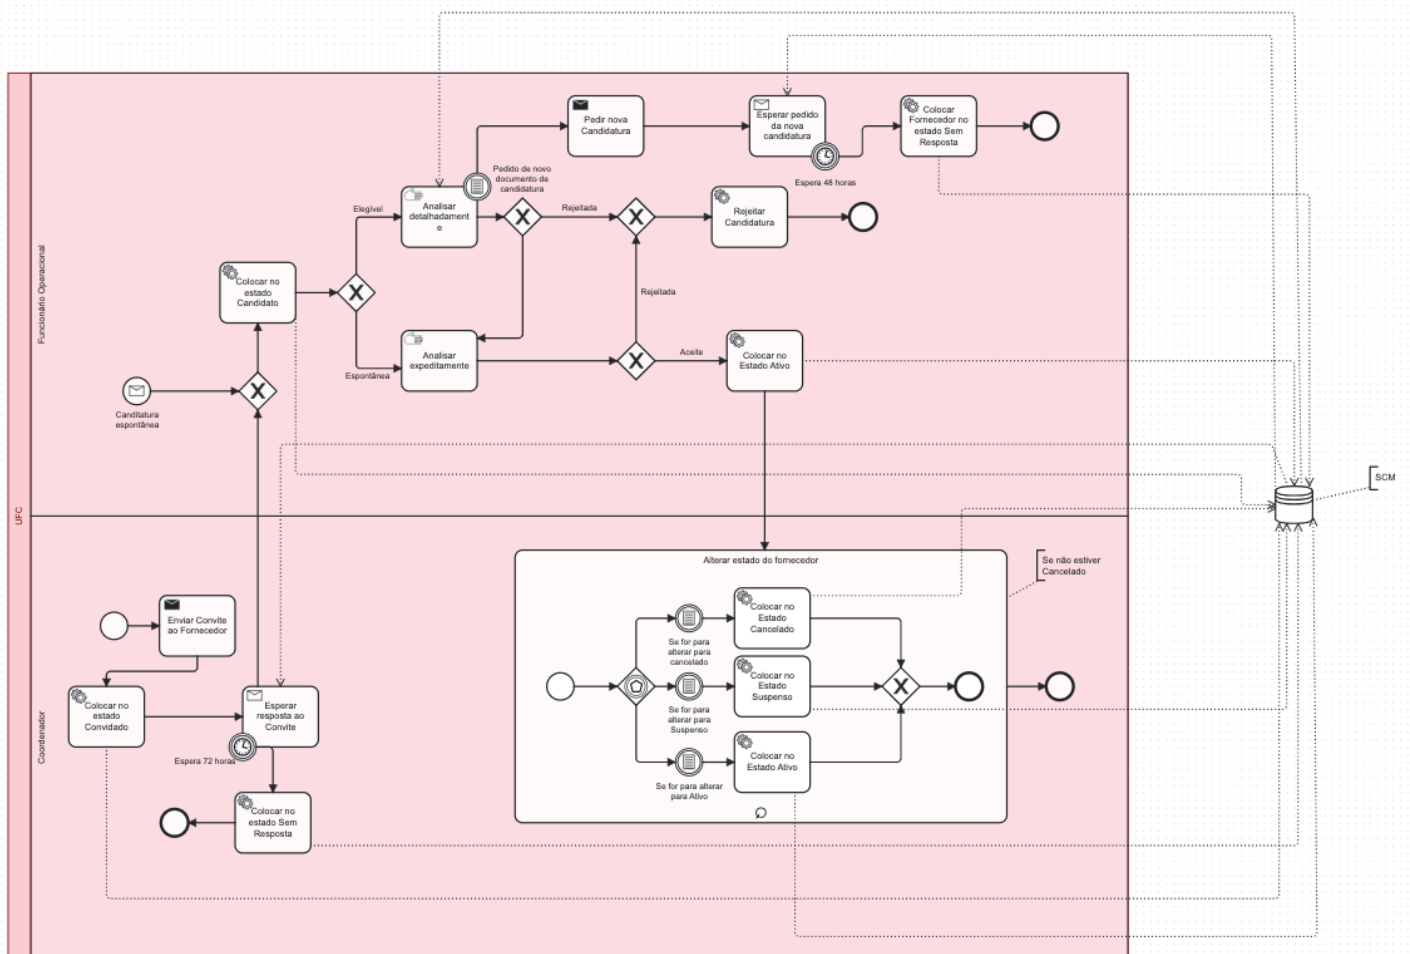 UFC
Funcionário Operacional
Pedir nova
Candidatura
Esperar pedido
da nova
candidatura
Espera 48 horas
Colocar
Fornecedor no
estado Sem
Resposta
Pedido de novo
documento de
candidatura
Elegível
Analisar
detalhadament
e
Rejeitada
Rejeitar
Candidatura
Colocar no
estado
Candidato
Rejeitada
Espontânea
Analisar
expeditamente
Aceite
Colocar no
Estado Ativo
Canditatura
espontânea
SCM
Coordenador
Enviar Convite
ao Fornecedor
Colocar no
estado
Convidado
Esperar
resposta ao
Convite
Espera 72 horas
Colocar no
estado Sem
Resposta
Alterar estado do fornecedor
Se não estiver
Cancelado
Se for para
alterar para
cancelado
Colocar no
Estado
Cancelado
Se for para
alterar para
Suspenso
Colocar no
Estado
Suspenso
Se for para alterar
para Ativo
Colocar no
Estado Ativo